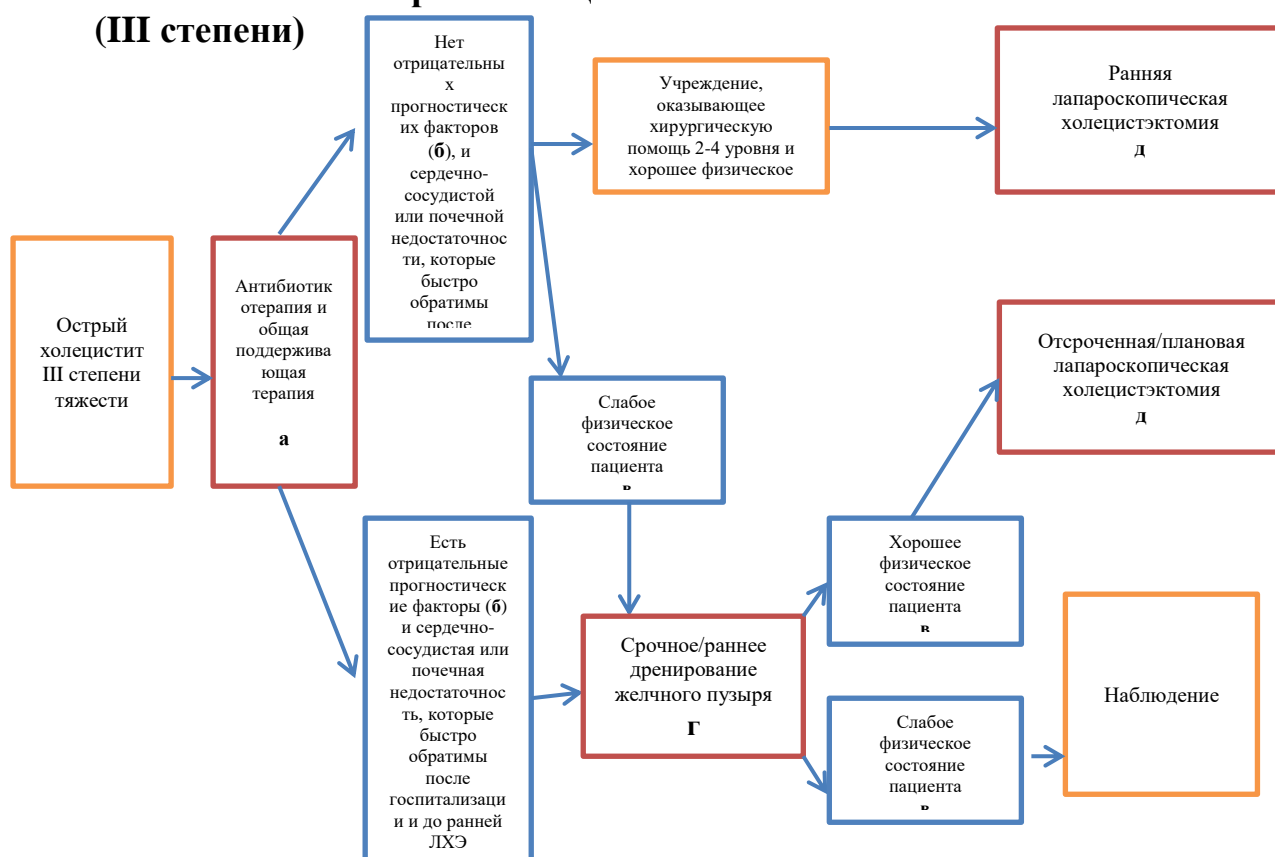 (III степени)
Нет
отрицательны
х
прогностическ
их факторов
(б), и
сердечно-
сосудистой
или почечной
недостаточнос
ти, которые
быстро
обратимы
после
Учреждение,
оказывающее
хирургическую
помощь 2-4 уровня и
хорошее физическое
Ранняя
лапароскопическая
холецистэктомия
д
Острый
холецистит
III степени
тяжести
Антибиотик
отерапия и
общая
поддержива
ющая
терапия
а
Отсроченная/плановая
лапароскопическая
холецистэктомия
д
Слабое
физическое
состояние
пациента
в
Есть
отрицательные
прогностическ
ие факторы (б)
и сердечно-
сосудистая или
почечная
недостаточнос
ть, которые
быстро
обратимы
после
госпитализаци
и и до ранней
ЛХЭ
Срочное/раннее
дренирование
желчного пузыря
г
Хорошее
физическое
состояние
пациента
в
Слабое
физическое
состояние
пациента
в
Наблюдение